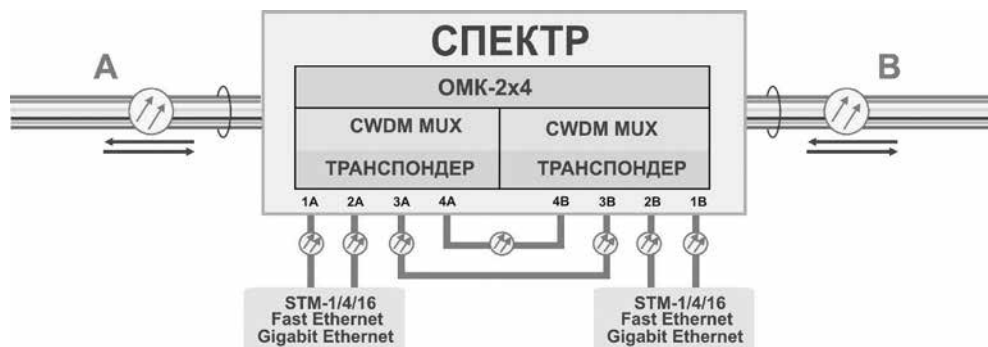 СПЕКТР
A
B
ОМК-2x4
CWDM MUX
CWDM MUX
ТРАНСПОНДЕР
ТРАНСПОНДЕР
1A 2A 3A 4A 4B 3B 2B 1B
STM-1/4/16
Fast Ethernet
Gigabit Ethernet
STM-1/4/16
Fast Ethernet
Gigabit Ethernet